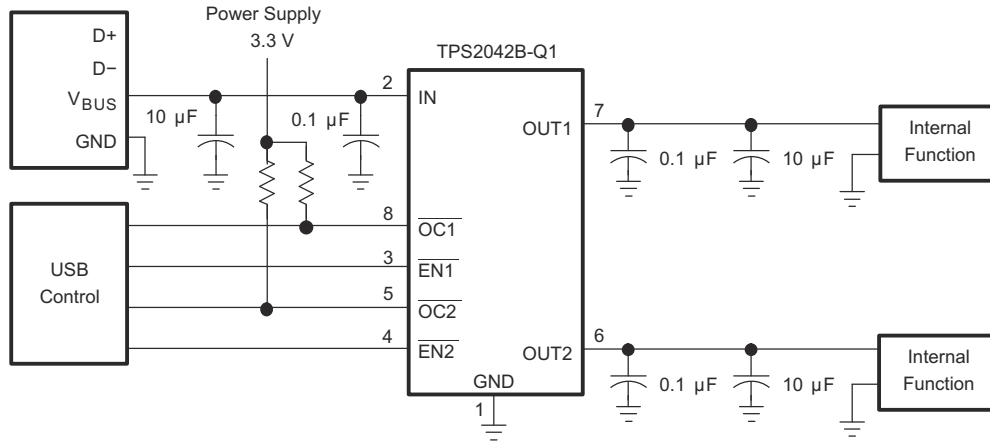 Power Supply
3.3 V
D+
D−
VBUS
GND
10 µF
0.1 µF
TPS2042B-Q1
2
IN
7
OUT1
0.1 µF
10 µF
Internal
Function
USB
Control
8
OC1
3
EN1
5
OC2
4
EN2
6
OUT2
0.1 µF
10 µF
Internal
Function
GND
1